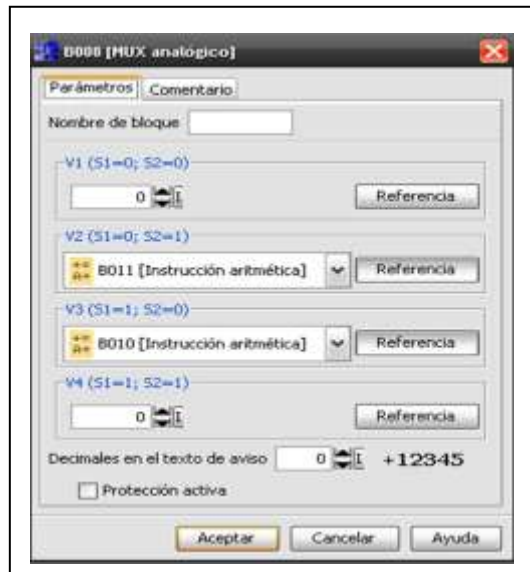 B008 [MUX analógico]
Parámetros Comentario
Nombre de bloque
V1 (S1=0; S2=0)
0 Referencia
V2 (S1=0; S2=1)
B011 [Instrucción aritmética] Referencia
V3 (S1=1; S2=0)
B010 [Instrucción aritmética] Referencia
V4 (S1=1; S2=1)
0 Referencia
Decimales en el texto de aviso 0 +12345
Protección activa
Aceptar Cancelar Ayuda